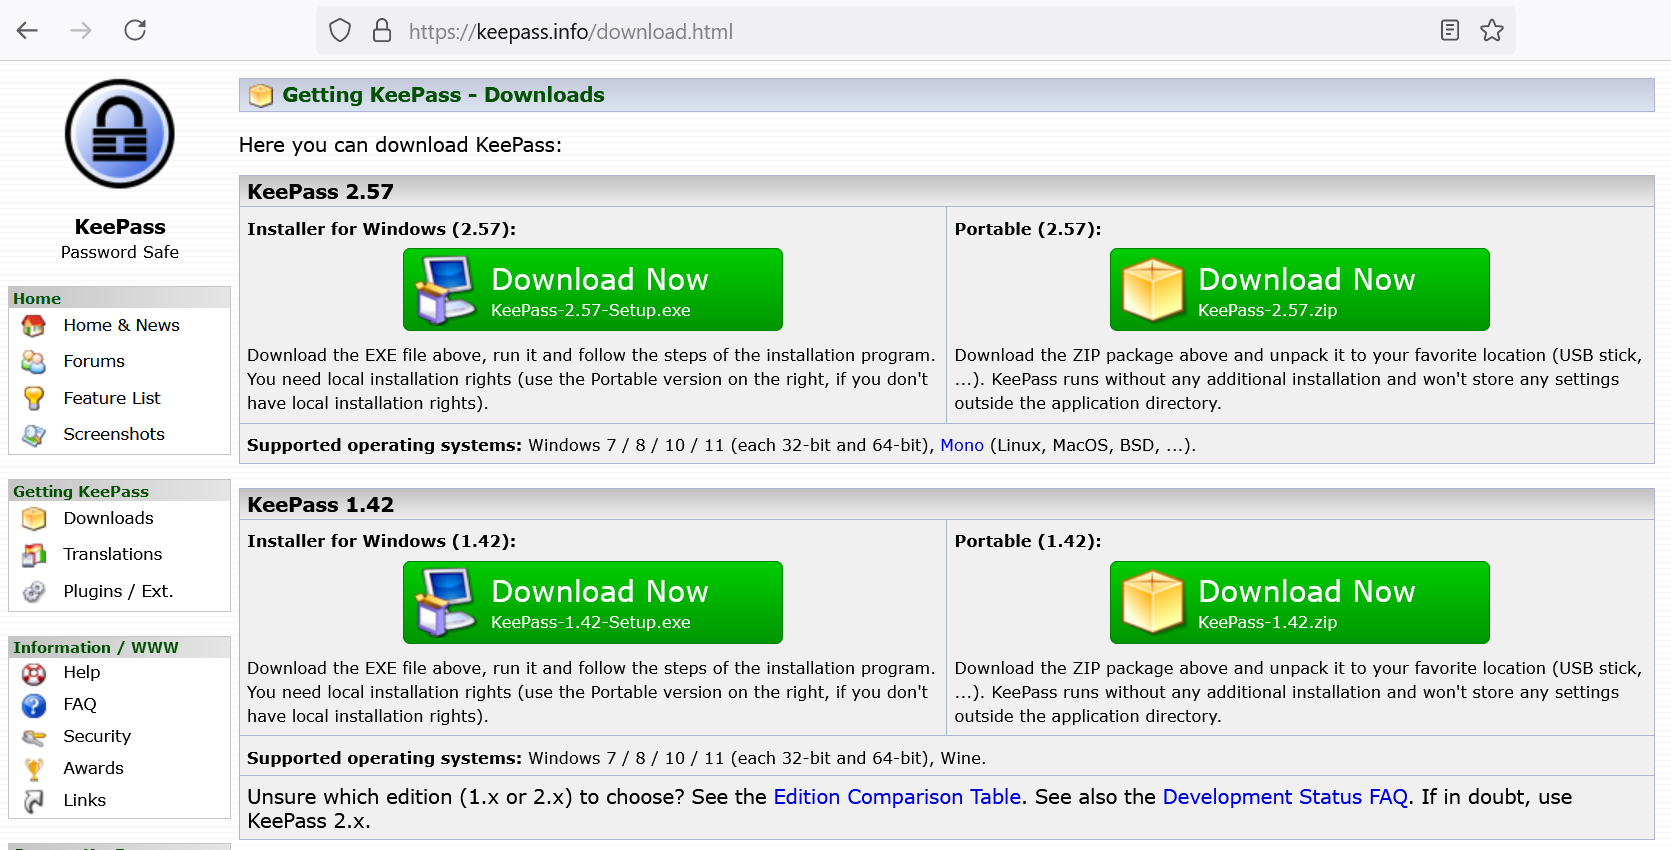 https://keepass.info/download.html
KeePass
Password Safe
Home
Home & News
Forums
Feature List
Screenshots
Getting KeePass
Downloads
Translations
Plugins / Ext.
Information / WWW
Help
FAQ
Security
Awards
Links
Getting KeePass - Downloads
Here you can download KeePass:
KeePass 2.57
Installer for Windows (2.57):
Download Now
KeePass-2.57-Setup.exe
Download the EXE file above, run it and follow the steps of the installation program.
You need local installation rights (use the Portable version on the right, if you don't
have local installation rights).
Portable (2.57):
Download Now
KeePass-2.57.zip
Download the ZIP package above and unpack it to your favorite location (USB stick,
...). KeePass runs without any additional installation and won't store any settings
outside the application directory.
Supported operating systems: Windows 7 / 8 / 10 / 11 (each 32-bit and 64-bit), Mono (Linux, MacOS, BSD, ...).
KeePass 1.42
Installer for Windows (1.42):
Download Now
KeePass-1.42-Setup.exe
Download the EXE file above, run it and follow the steps of the installation program.
You need local installation rights (use the Portable version on the right, if you don't
have local installation rights).
Portable (1.42):
Download Now
KeePass-1.42.zip
Download the ZIP package above and unpack it to your favorite location (USB stick,
...). KeePass runs without any additional installation and won't store any settings
outside the application directory.
Supported operating systems: Windows 7 / 8 / 10 / 11 (each 32-bit and 64-bit), Wine.
Unsure which edition (1.x or 2.x) to choose? See the Edition Comparison Table. See also the Development Status FAQ. If in doubt, use
KeePass 2.x.